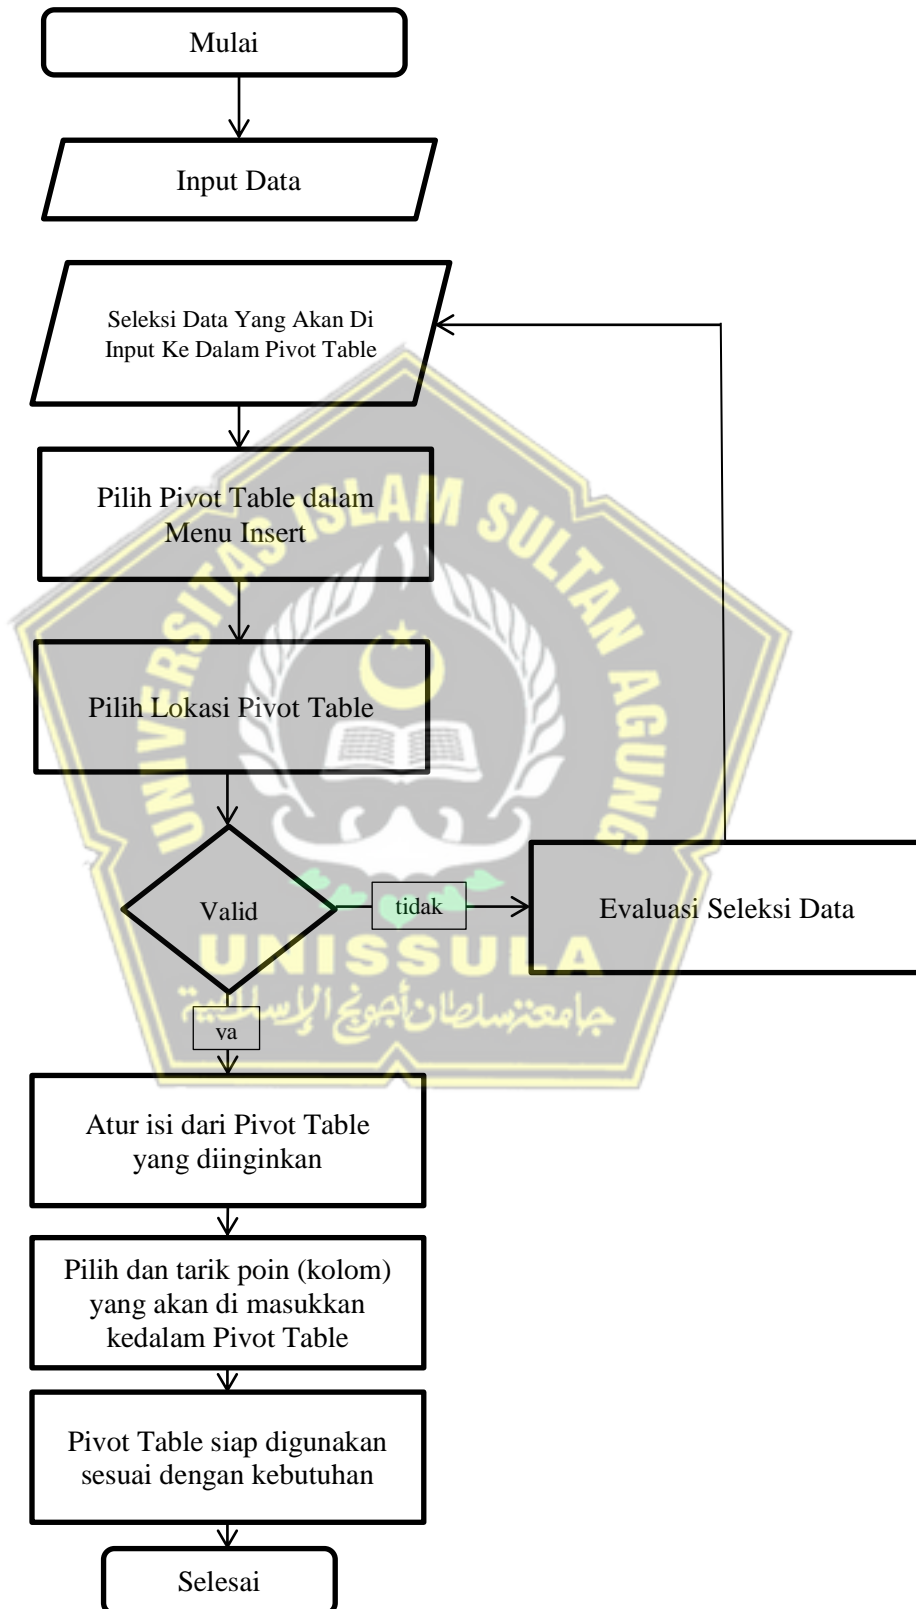 Mulai
Input Data
Seleksi Data Yang Akan Di
Input Ke Dalam Pivot Table
Pilih Pivot Table dalam
Menu Insert
UNIVERSITAS ISLAM SULTAN AGUNG
Pilih Lokasi Pivot Table
Valid
tidak
Evaluasi Seleksi Data
UNISSULA
جامعتنسلطان أجونج الإسلامية
va
Atur isi dari Pivot Table
yang diinginkan
Pilih dan tarik poin (kolom)
yang akan di masukkan
kedalam Pivot Table
Pivot Table siap digunakan
sesuai dengan kebutuhan
Selesai